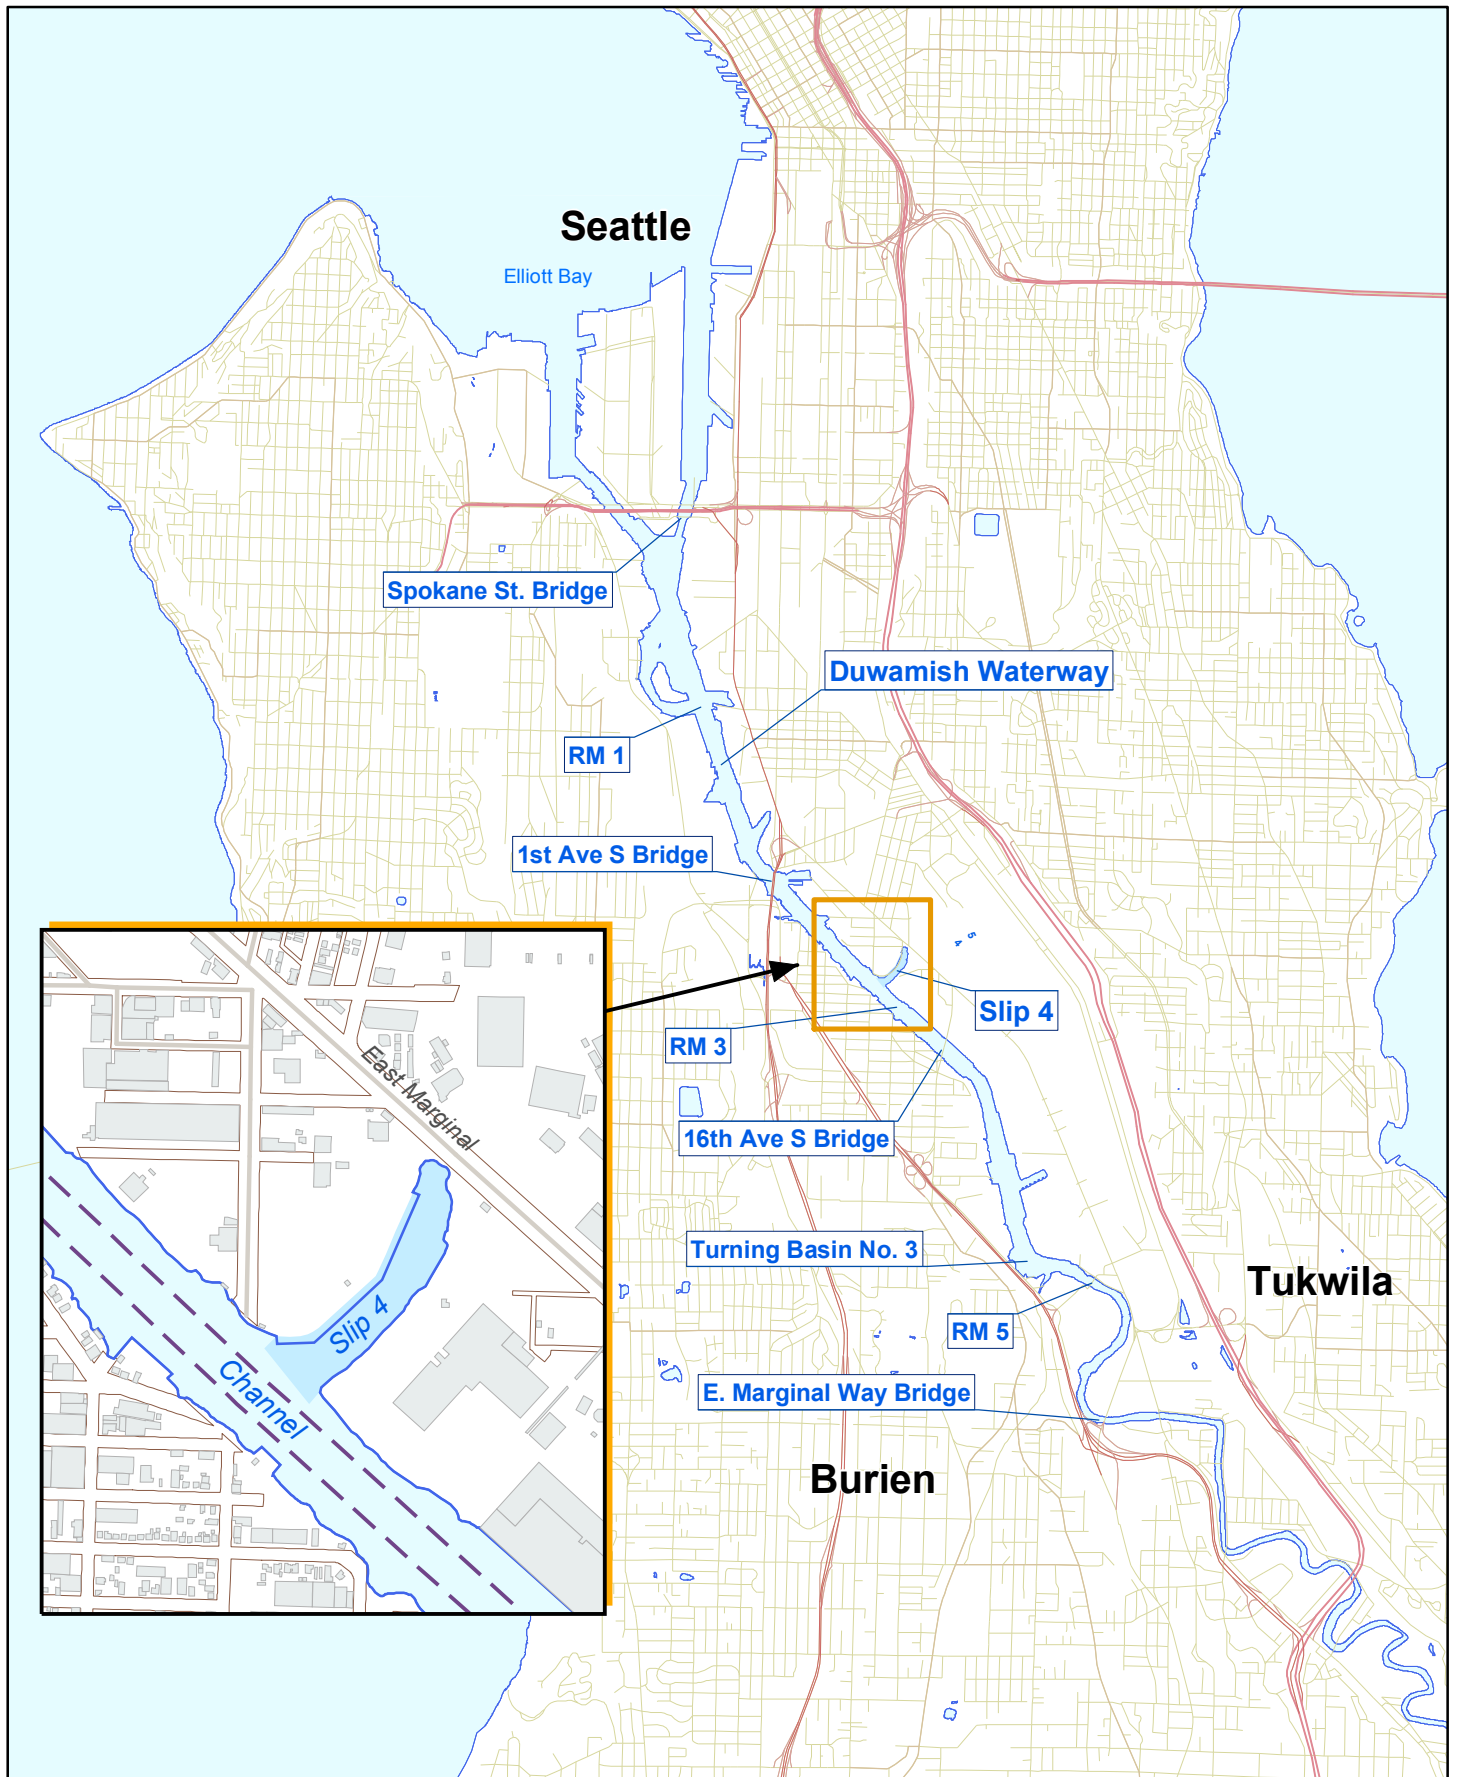 Seattle
Elliott Bay
Spokane St. Bridge
Duwamish Waterway
RM 1
1st Ave S Bridge
Slip 4
RM 3
East Marginal
16th Ave S Bridge
Turning Basin No. 3
Tukwila
Slip 4
RM 5
Channel
E. Marginal Way Bridge
Burien